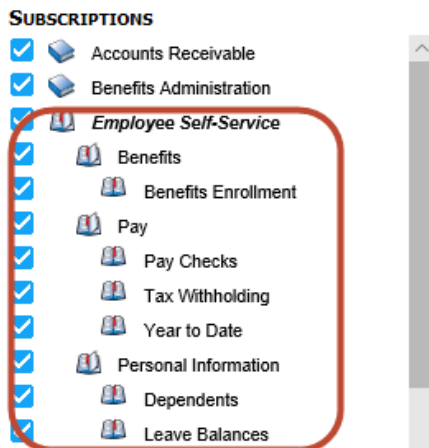 SUBSCRIPTIONS
Accounts Receivable
Benefits Administration
Employee Self-Service
Benefits
Benefits Enrollment
Pay
Pay Checks
Tax Withholding
Year to Date
Personal Information
Dependents
Leave Balances